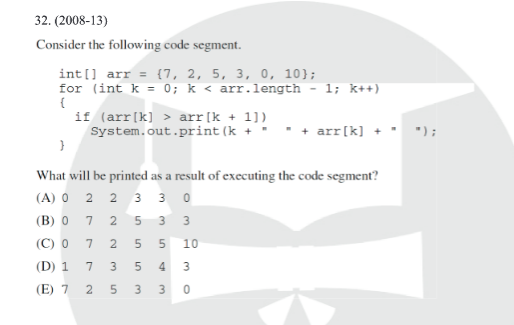 32. (2008-13)
Consider the following code segment.
int[] arr = {7, 2, 5, 3, 0, 10};
for (int k = 0; k < arr.length - 1; k++)
{
if (arr[k] > arr[k + 1])
System.out.print(k + " " + arr[k] + " ");
}
What will be printed as a result of executing the code segment?
(A) 0 2 2 3 3 0
(B) 0 7 2 5 3 3
(C) 0 7 2 5 5 10
(D) 1 7 3 5 4 3
(E) 7 2 5 3 3 0